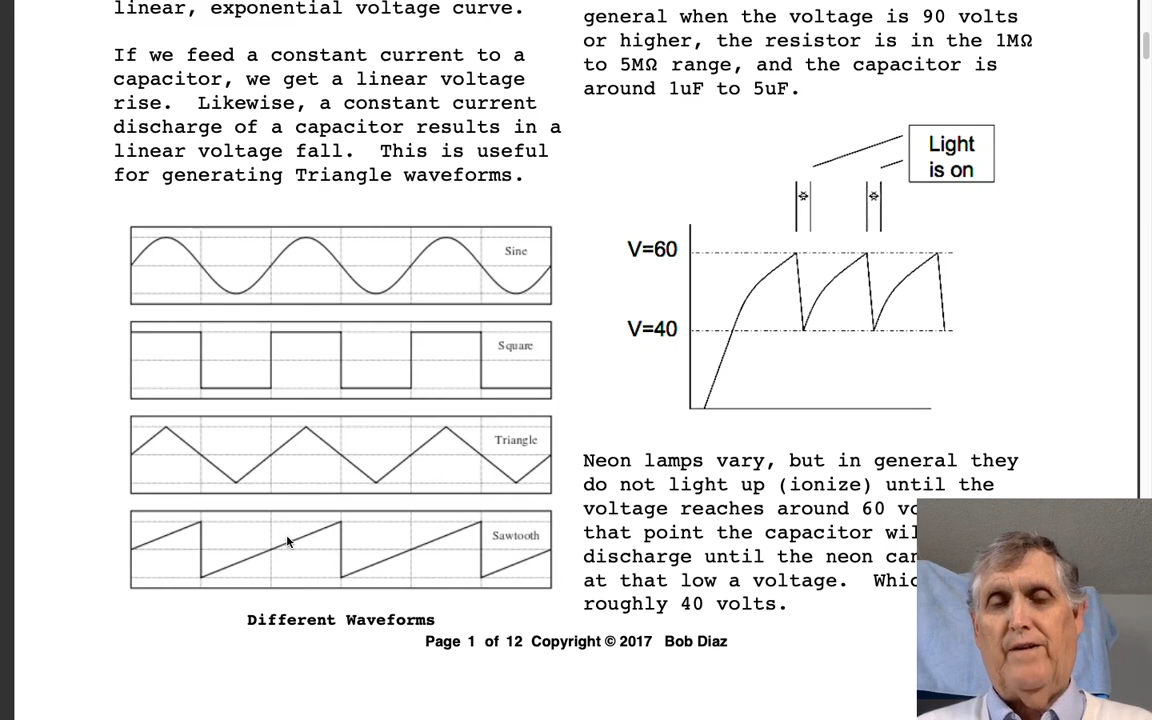 linear, exponential voltage curve.
If we feed a constant current to a
capacitor, we get a linear voltage
rise.  Likewise, a constant current
discharge of a capacitor results in a
linear voltage fall.  This is useful
for generating Triangle waveforms.
Sine
Square
Triangle
Sawtooth
Different Waveforms
general when the voltage is 90 volts
or higher, the resistor is in the 1MΩ
to 5MΩ range, and the capacitor is
around 1uF to 5uF.
Light
is on
V=60
V=40
Neon lamps vary, but in general they
do not light up (ionize) until the
voltage reaches around 60
that point the capacitor
discharge until the neon
at that low a voltage.
roughly 40 volts.
Page 1 of 12 Copyright © 2017 Bob Diaz